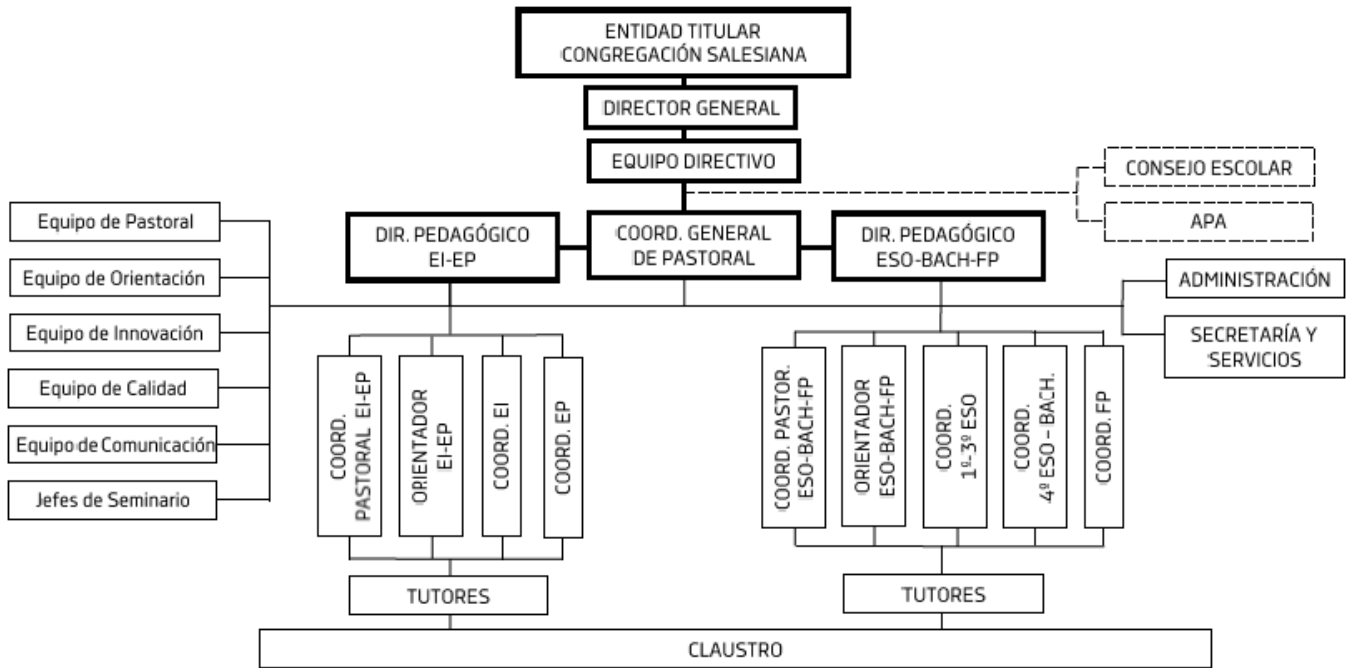 ENTIDAD TITULAR
CONGREGACIÓN SALESIANA
DIRECTOR GENERAL
EQUIPO DIRECTIVO
CONSEJO ESCOLAR
APA
Equipo de Pastoral
Equipo de Orientación
Equipo de Innovación
Equipo de Calidad
Equipo de Comunicación
Jefes de Seminario
DIR. PEDAGÓGICO
EI-EP
COORD. GENERAL
DE PASTORAL
DIR. PEDAGÓGICO
ESO-BACH-FP
ADMINISTRACIÓN
SECRETARÍA Y
SERVICIOS
COORD.
PASTORAL EI-EP
ORIENTADOR
EI-EP
COORD. EI
COORD. EP
COORD. PASTOR.
ESO-BACH-FP
ORIENTADOR
ESO-BACH-FP
COORD.
1º-3º ESO
COORD.
4º ESO – BACH.
COORD. FP
TUTORES
TUTORES
CLAUSTRO